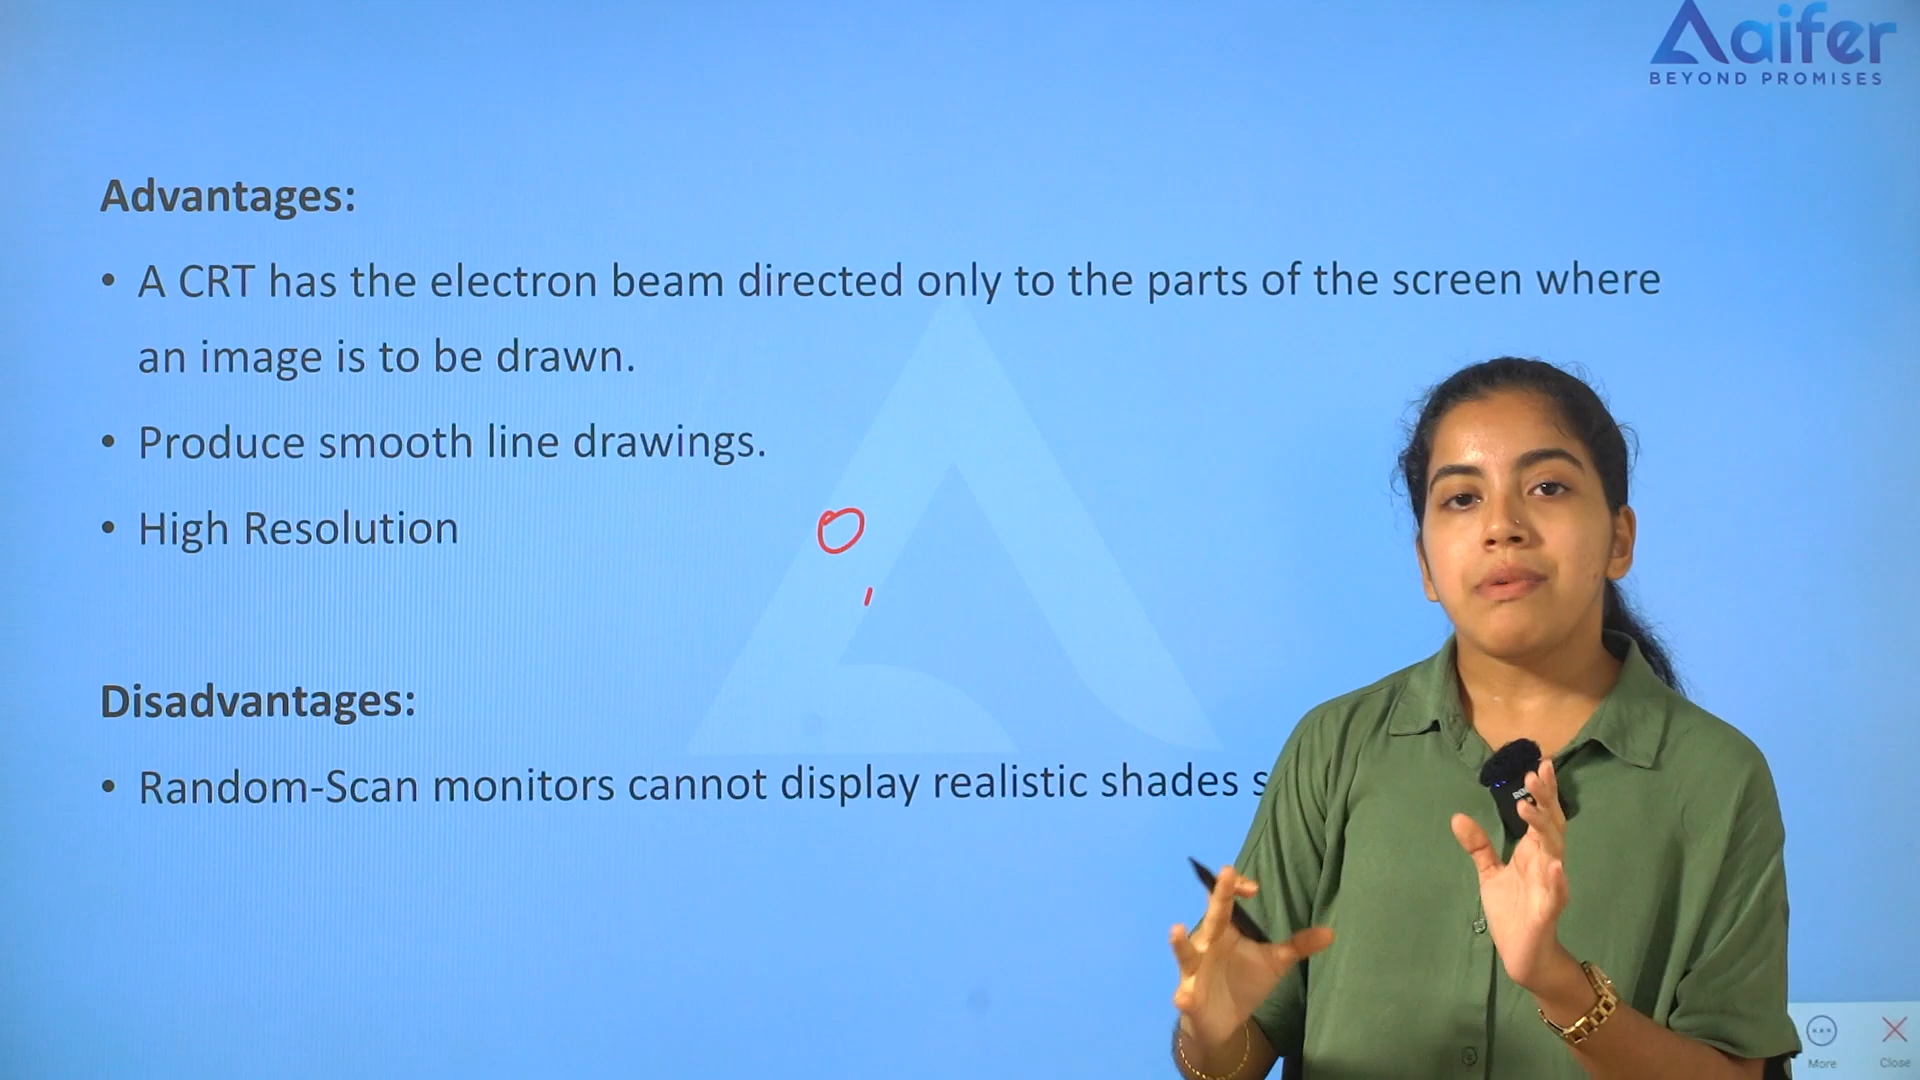 Aaifer
BEYOND PROMISES
Advantages:
• A CRT has the electron beam directed only to the parts of the screen where
an image is to be drawn.
• Produce smooth line drawings.
• High Resolution
Disadvantages:
• Random-Scan monitors cannot display realistic shades s
More
Close